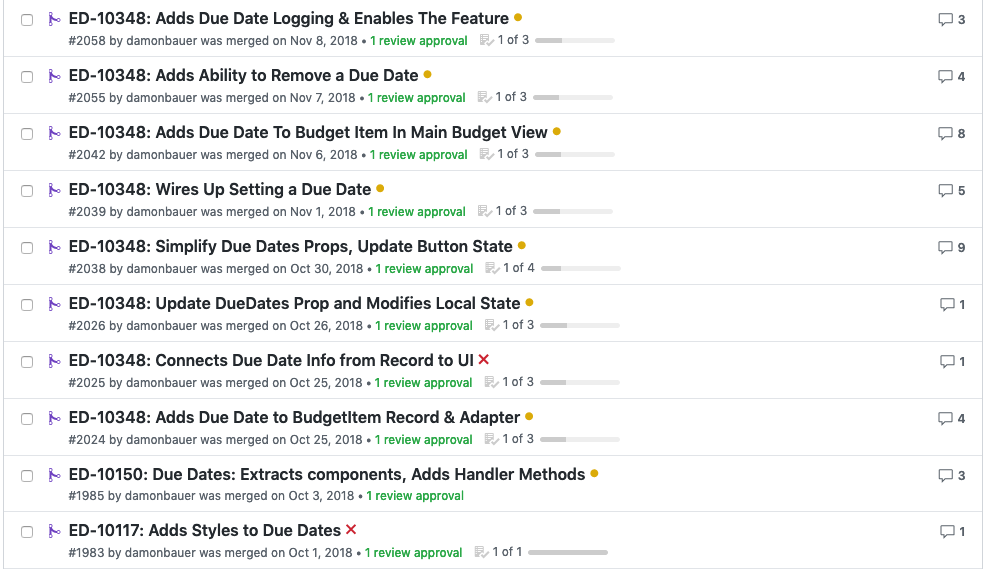 ED-10348: Adds Due Date Logging & Enables The Feature
3
#2058 by damonbauer was merged on Nov 8, 2018 • 1 review approval 1 of 3
ED-10348: Adds Ability to Remove a Due Date
4
#2055 by damonbauer was merged on Nov 7, 2018 • 1 review approval 1 of 3
ED-10348: Adds Due Date To Budget Item In Main Budget View
8
#2042 by damonbauer was merged on Nov 6, 2018 • 1 review approval 1 of 3
ED-10348: Wires Up Setting a Due Date
5
#2039 by damonbauer was merged on Nov 1, 2018 • 1 review approval 1 of 3
ED-10348: Simplify Due Dates Props, Update Button State
9
#2038 by damonbauer was merged on Oct 30, 2018 • 1 review approval 1 of 4
ED-10348: Update DueDates Prop and Modifies Local State
1
#2026 by damonbauer was merged on Oct 26, 2018 • 1 review approval 1 of 3
ED-10348: Connects Due Date Info from Record to UI
1
#2025 by damonbauer was merged on Oct 25, 2018 • 1 review approval 1 of 3
ED-10348: Adds Due Date to BudgetItem Record & Adapter
4
#2024 by damonbauer was merged on Oct 25, 2018 • 1 review approval 1 of 3
ED-10150: Due Dates: Extracts components, Adds Handler Methods
3
#1985 by damonbauer was merged on Oct 3, 2018 • 1 review approval
ED-10117: Adds Styles to Due Dates
1
#1983 by damonbauer was merged on Oct 1, 2018 • 1 review approval 1 of 1